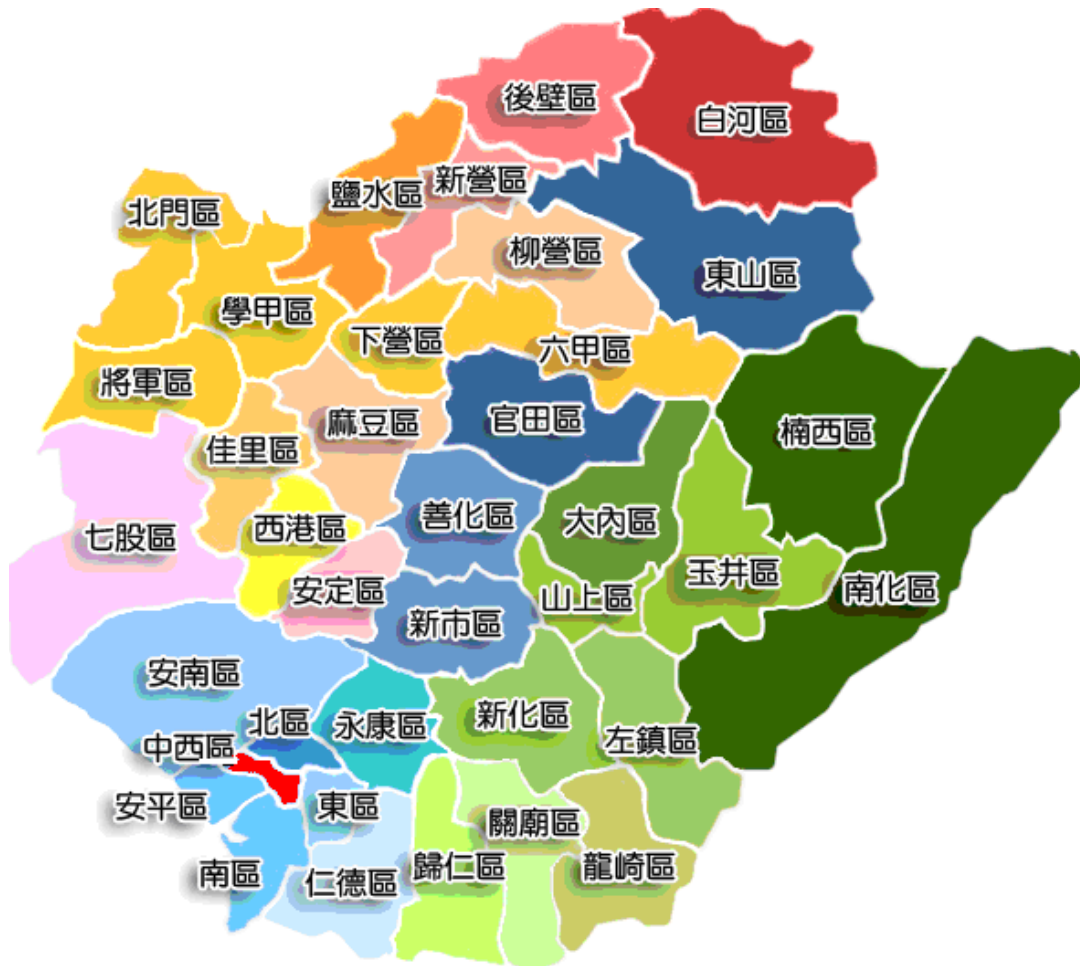 後壁區
白河區
新營區
鹽水區
北門區
柳營區
東山區
學甲區
下營區
六甲區
將軍區
麻豆區
官田區
楠西區
佳里區
七股區
西港區
善化區
大內區
安定區
山上區
玉井區
南化區
新市區
安南區
北區
永康區
新化區
左鎮區
中西區
安平區
東區
關廟區
南區
仁德區
歸仁區
龍崎區